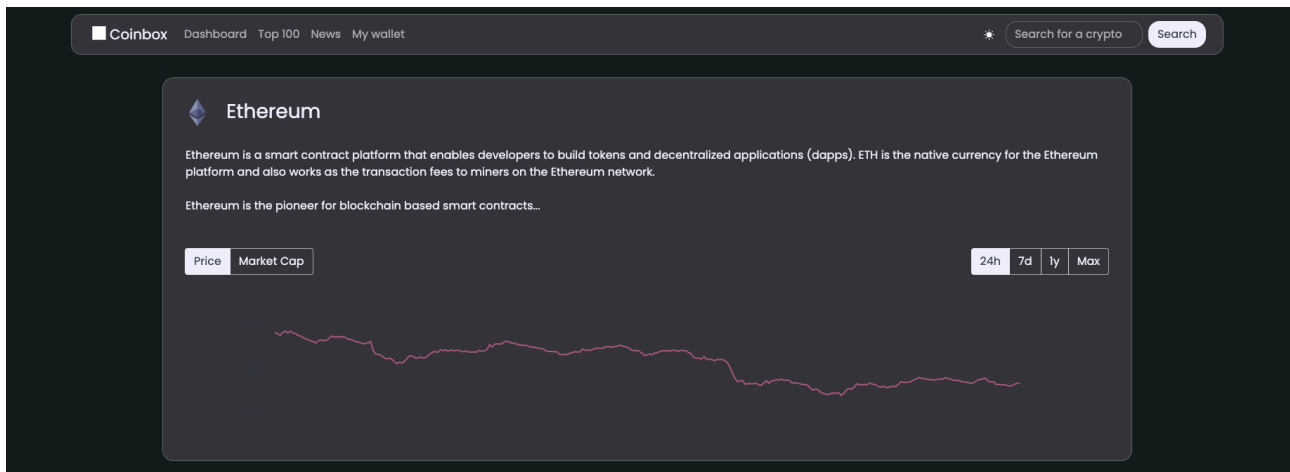 Coinbox Dashboard Top 100 News My wallet Search for a crypto Search
Ethereum
Ethereum is a smart contract platform that enables developers to build tokens and decentralized applications (dapps). ETH is the native currency for the Ethereum
platform and also works as the transaction fees to miners on the Ethereum network.
Ethereum is the pioneer for blockchain based smart contracts...
Price Market Cap 24h 7d 1y Max